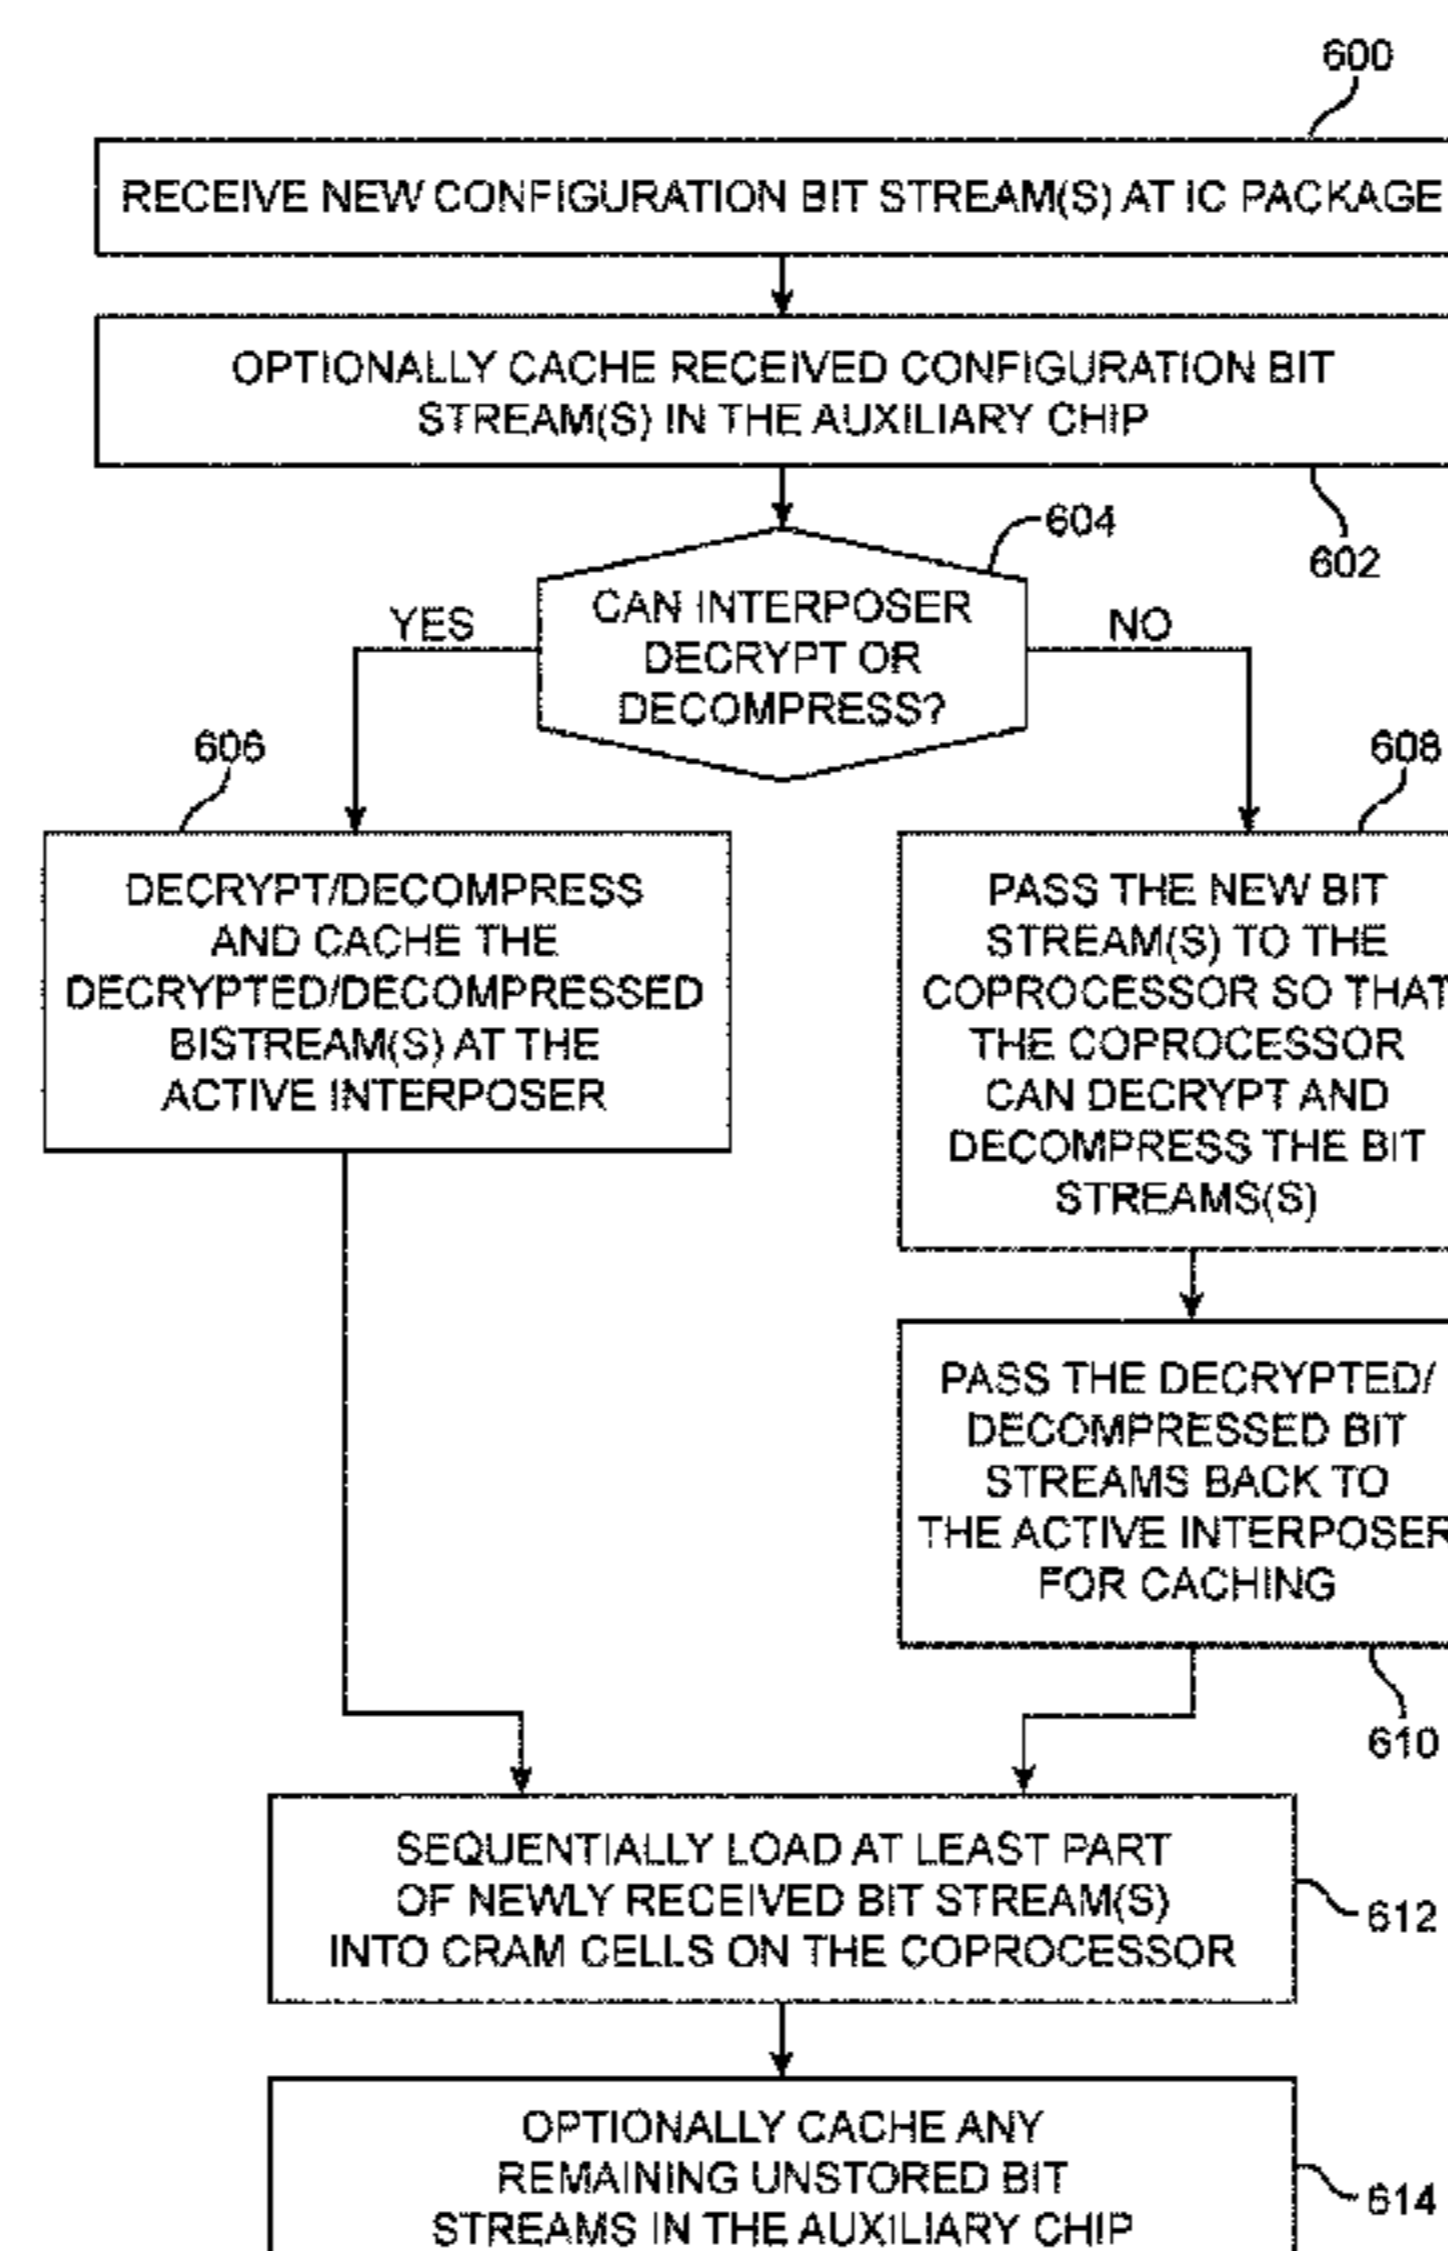 600
RECEIVE NEW CONFIGURATION BIT STREAM(S) AT IC PACKAGE
OPTIONALLY CACHE RECEIVED CONFIGURATION BIT
STREAM(S) IN THE AUXILIARY CHIP
602
604
CAN INTERPOSER
DECRYPT OR
DECOMPRESS?
YES
NO
606
DECRYPT/DECOMPRESS
AND CACHE THE
DECRYPTED/DECOMPRESSED
BISTREAM(S) AT THE
ACTIVE INTERPOSER
608
PASS THE NEW BIT
STREAM(S) TO THE
COPROCESSOR SO THAT
THE COPROCESSOR
CAN DECRYPT AND
DECOMPRESS THE BIT
STREAMS(S)
PASS THE DECRYPTED/
DECOMPRESSED BIT
STREAMS BACK TO
THE ACTIVE INTERPOSER
FOR CACHING
610
SEQUENTIALLY LOAD AT LEAST PART
OF NEWLY RECEIVED BIT STREAM(S)
INTO CRAM CELLS ON THE COPROCESSOR
612
OPTIONALLY CACHE ANY
REMAINING UNSTORED BIT
STREAMS IN THE AUXILIARY CHIP
614